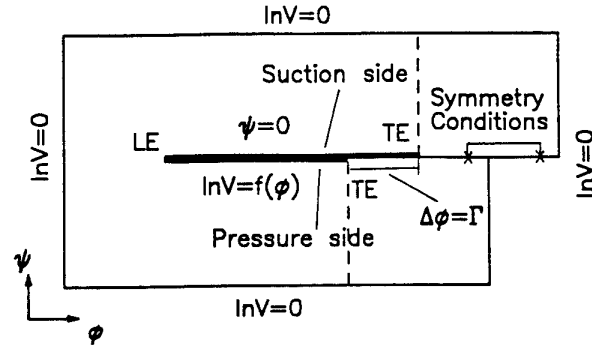 lnV=0
Suction side
Symmetry
Conditions
ψ=0
TE
LE
lnV=0
lnV=0
lnV=f(φ)
TE
Δφ=Γ
Pressure side
ψ
lnV=0
φ